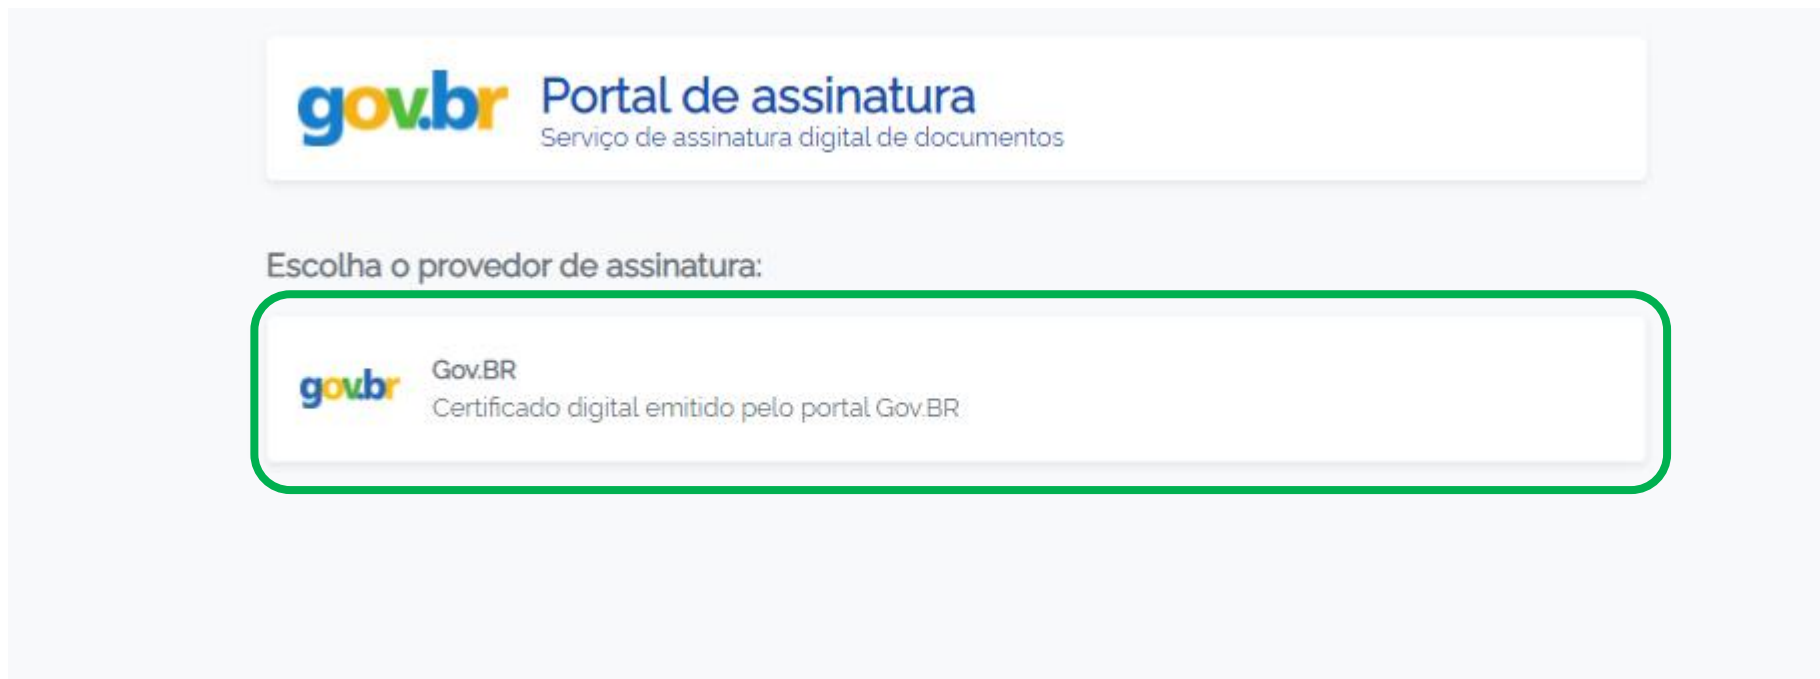 gov.br
Portal de assinatura
Serviço de assinatura digital de documentos
Escolha o provedor de assinatura:
gov.br
Gov.BR
Certificado digital emitido pelo portal Gov.BR